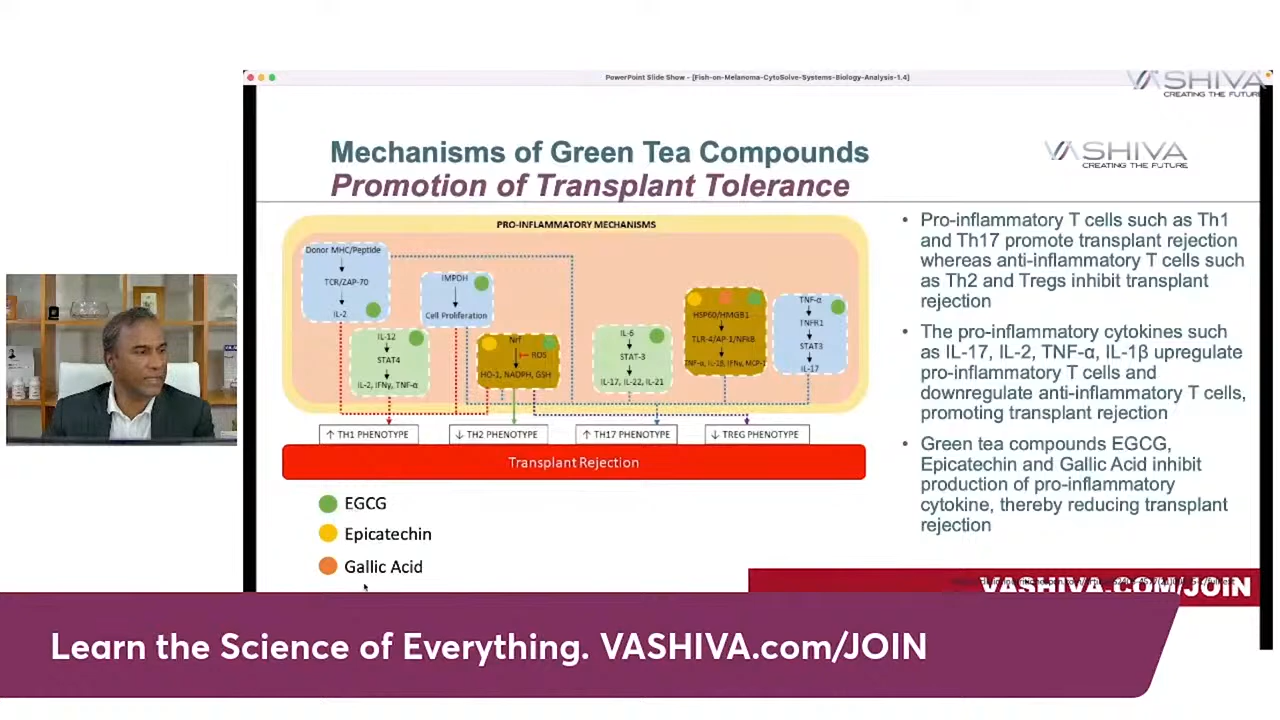 PowerPoint Slide Show - [Fish-on-Melanoma-CytoSolve-Systems-Biology-Analysis-1.4]
VASHIVA
CREATING THE FUTURE
Mechanisms of Green Tea Compounds
Promotion of Transplant Tolerance
VASHIVA
CREATING THE FUTURE
PRO-INFLAMMATORY MECHANISMS
Donor MHC/Peptide
TCR/ZAP-70
IL-2
IMPDH
Cell Proliferation
IL-12
STAT4
IL-2, IFNγ, TNF-α
Nrf
ROS
HO-1, NADPH, GSH
IL-6
STAT-3
IL-17, IL-22, IL-21
HSP60/HMGB1
TLR-4/AP-1/NFkB
TNF-α, IL-1β, IFNγ, MCP-1
TNF-α
TNFR1
STAT3
IL-17
↑ TH1 PHENOTYPE
↓ TH2 PHENOTYPE
↑ TH17 PHENOTYPE
↓ TREG PHENOTYPE
Transplant Rejection
EGCG
Epicatechin
Gallic Acid
• Pro-inflammatory T cells such as Th1
and Th17 promote transplant rejection
whereas anti-inflammatory T cells such
as Th2 and Tregs inhibit transplant
rejection
• The pro-inflammatory cytokines such
as IL-17, IL-2, TNF-α, IL-1β upregulate
pro-inflammatory T cells and
downregulate anti-inflammatory T cells,
promoting transplant rejection
• Green tea compounds EGCG,
Epicatechin and Gallic Acid inhibit
production of pro-inflammatory
cytokine, thereby reducing transplant
rejection
VASHIVA.COM/JOIN
Learn the Science of Everything. VASHIVA.com/JOIN